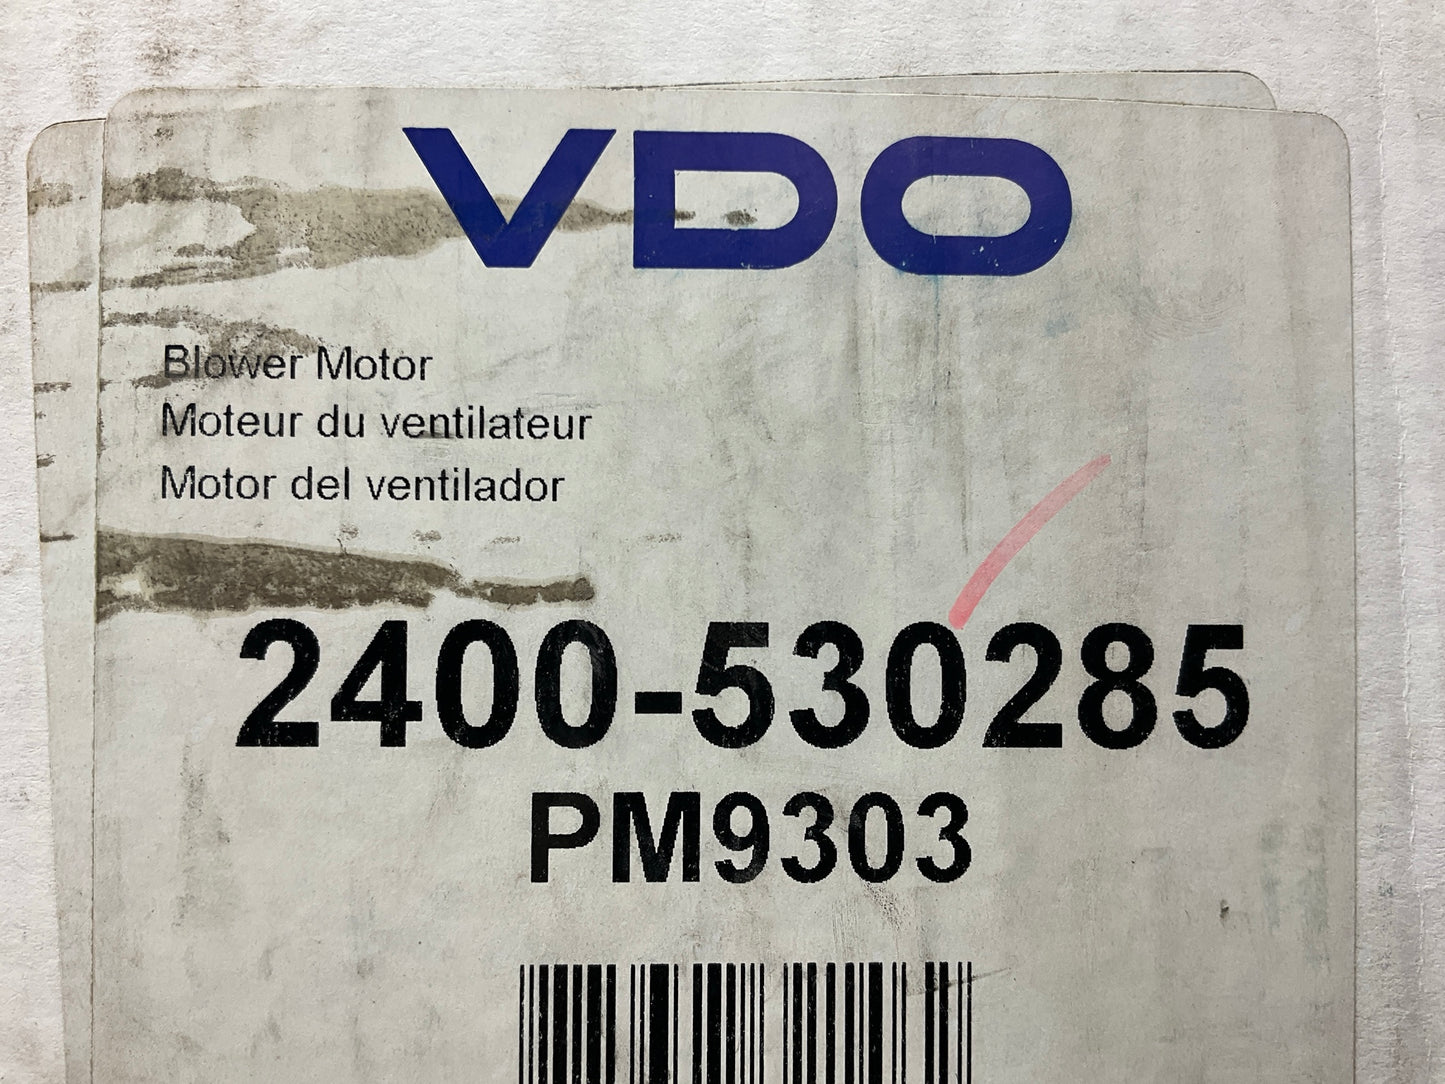 VDO
Blower Motor
Moteur du ventilateur
Motor del ventilador
2400-530285
PM9303